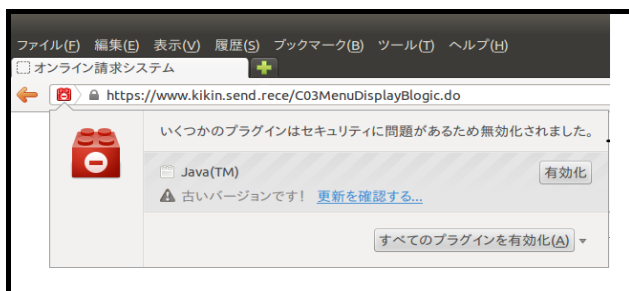 ファイル(F) 編集(E) 表示(V) 履歴(S) ブックマーク(B) ツール(T) ヘルプ(H)
オンライン請求システム
https://www.kikin.send.rece/C03MenuDisplayBlogic.do
いくつかのプラグインはセキュリティに問題があるため無効化されました。
Java(TM) 有効化
古いバージョンです! 更新を確認する...
すべてのプラグインを有効化(A)